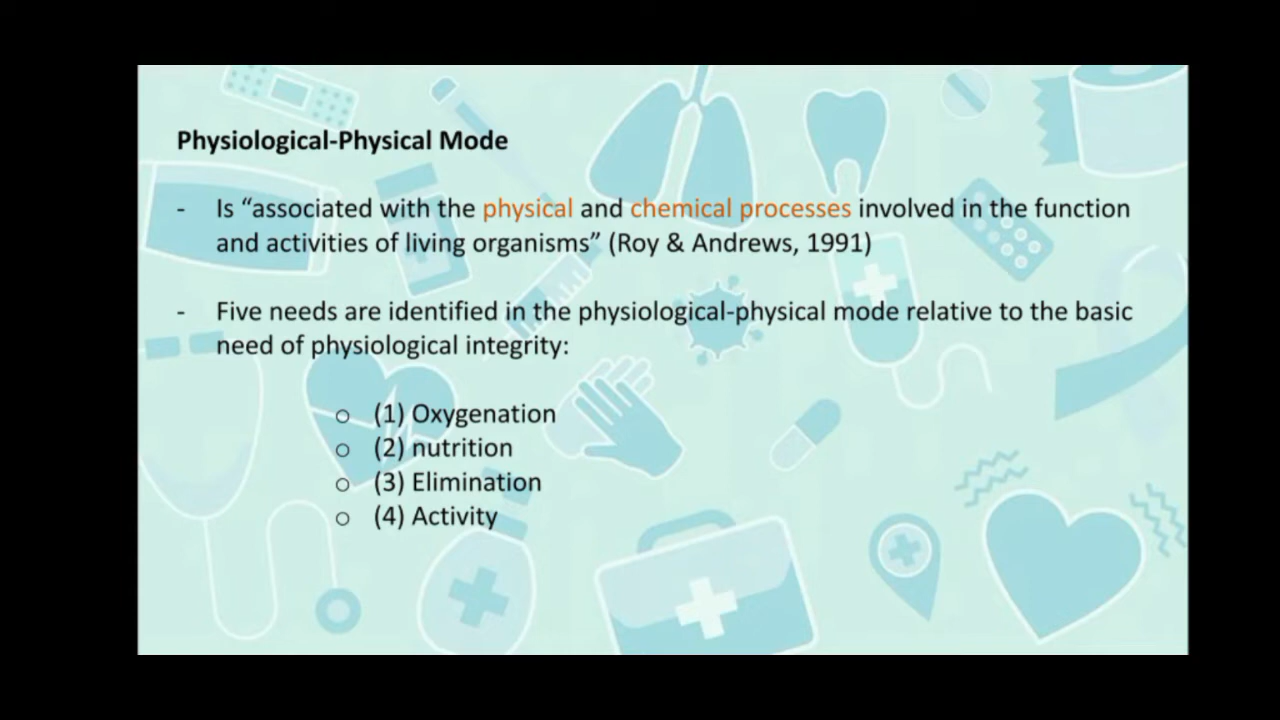 Physiological-Physical Mode
- Is “associated with the physical and chemical processes involved in the function
and activities of living organisms” (Roy & Andrews, 1991)
- Five needs are identified in the physiological-physical mode relative to the basic
need of physiological integrity:
o (1) Oxygenation
o (2) nutrition
o (3) Elimination
o (4) Activity